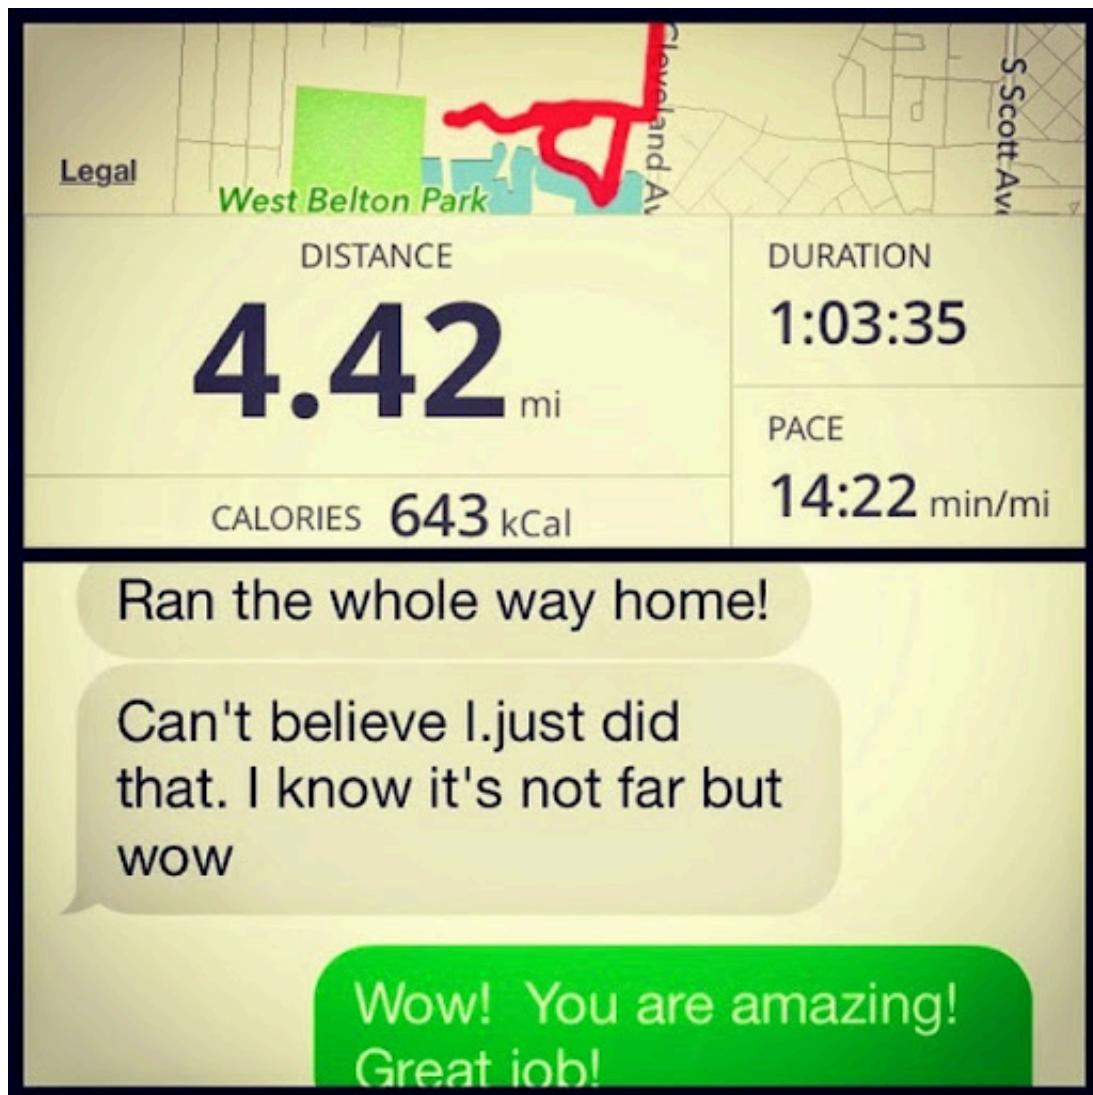 Cleveland Av
S Scott Ave
Legal
West Belton Park
DISTANCE
4.42 mi
CALORIES 643 kCal
DURATION
1:03:35
PACE
14:22 min/mi
Ran the whole way home!
Can't believe I.just did
that. I know it's not far but
wow
Wow!  You are amazing!
Great job!